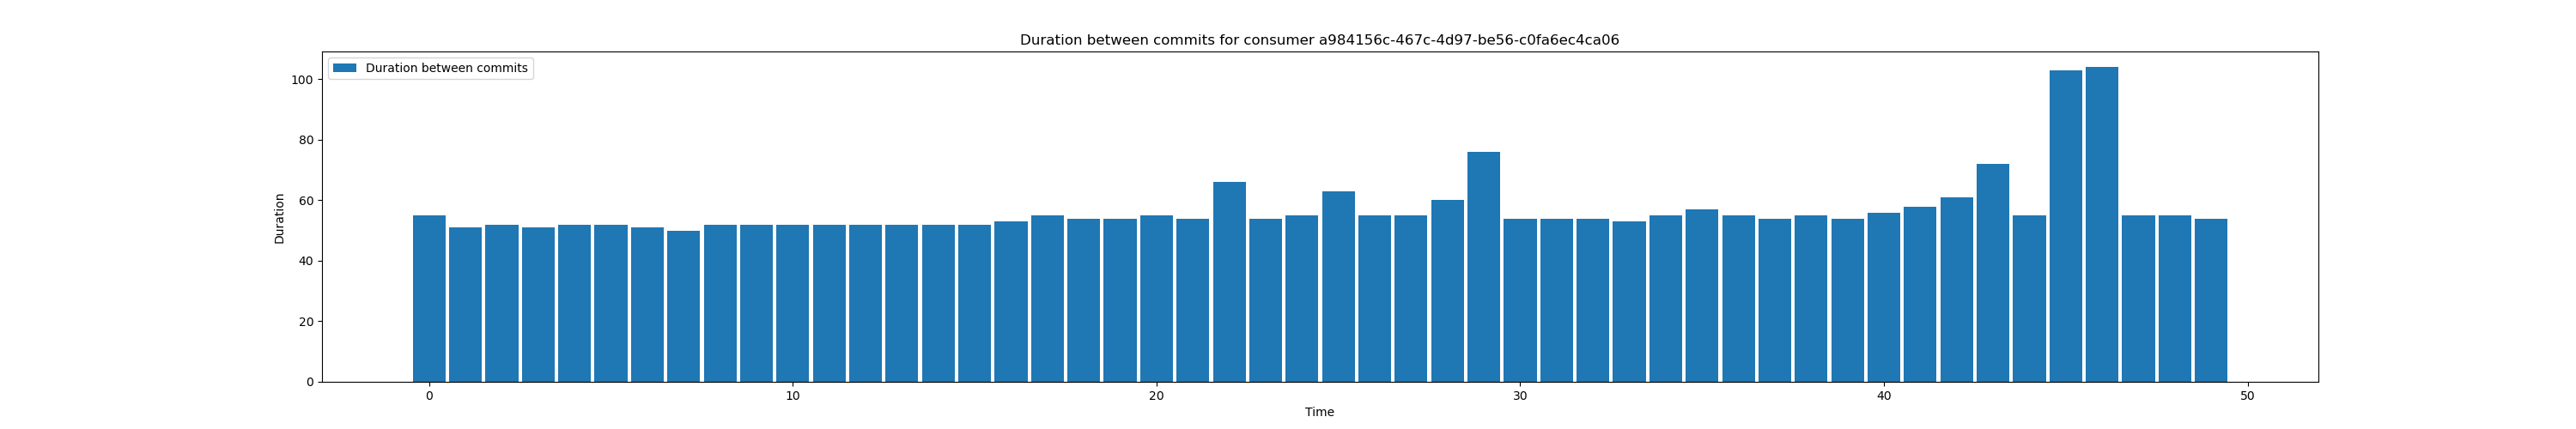 Duration between commits for consumer a984156c-467c-4d97-be56-c0fa6ec4ca06
Duration between commits
100
80
60
40
20
0
Duration
0 10 20 30 40 50
Time